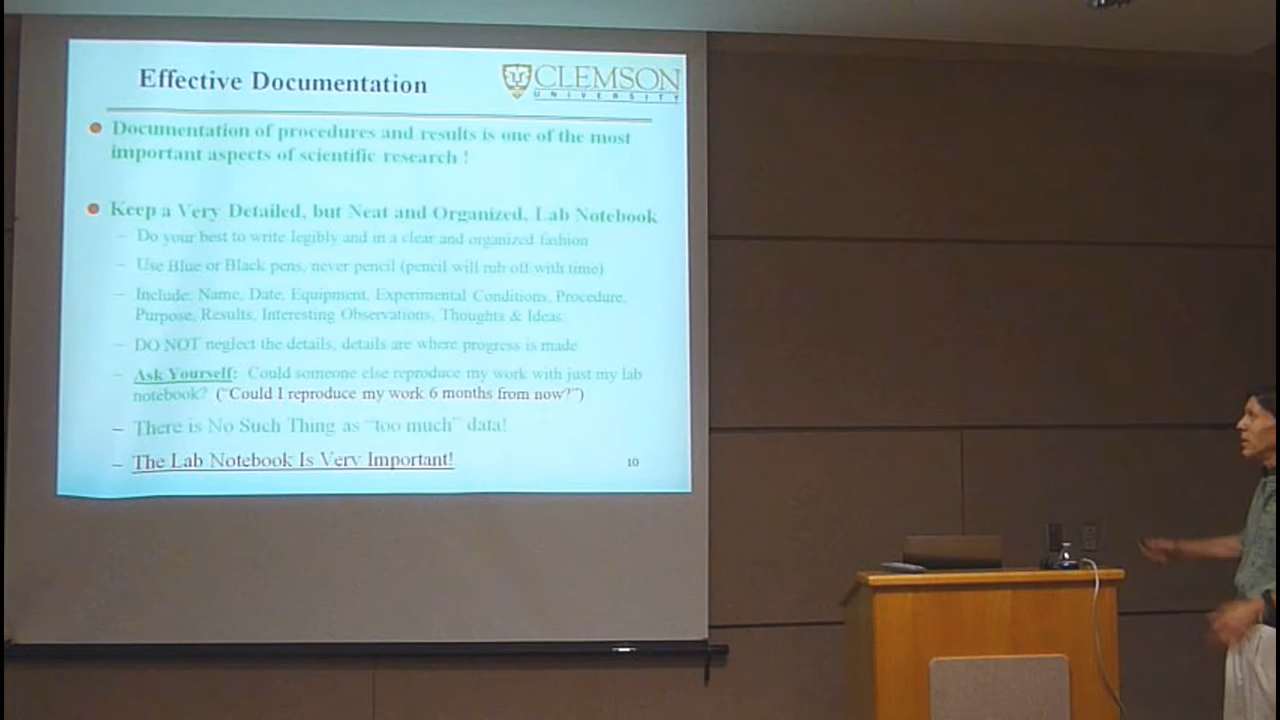 Effective Documentation
CLEMSON
UNIVERSITY
Documentation of procedures and results is one of the most
important aspects of scientific research !
Keep a Very Detailed, but Neat and Organized, Lab Notebook
– Do your best to write legibly and in a clear and organized fashion
– Use Blue or Black pens, never pencil (pencil will rub off with time)
– Include: Name, Date, Equipment, Experimental Conditions, Procedure,
Purpose, Results, Interesting Observations, Thoughts & Ideas
– DO NOT neglect the details, details are where progress is made
– Ask Yourself: Could someone else reproduce my work with just my lab
notebook? ("Could I reproduce my work 6 months from now?")
– There is No Such Thing as "too much" data!
– The Lab Notebook Is Very Important!
10